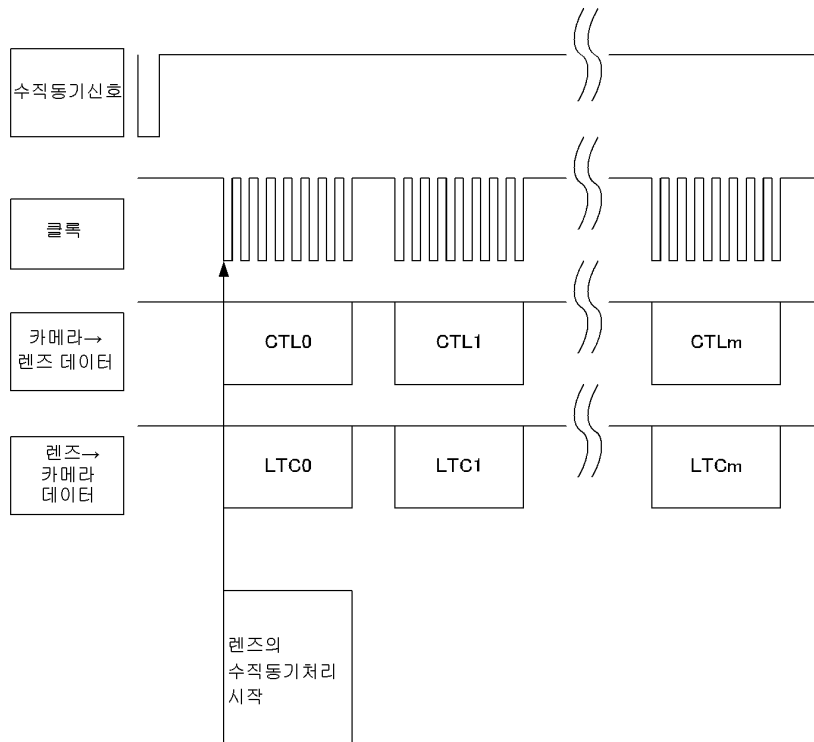 수직동기신호
클록
카메라→
렌즈 데이터
CTL0
CTL1
CTLm
렌즈→
카메라
데이터
LTC0
LTC1
LTCm
렌즈의
수직동기처리
시작